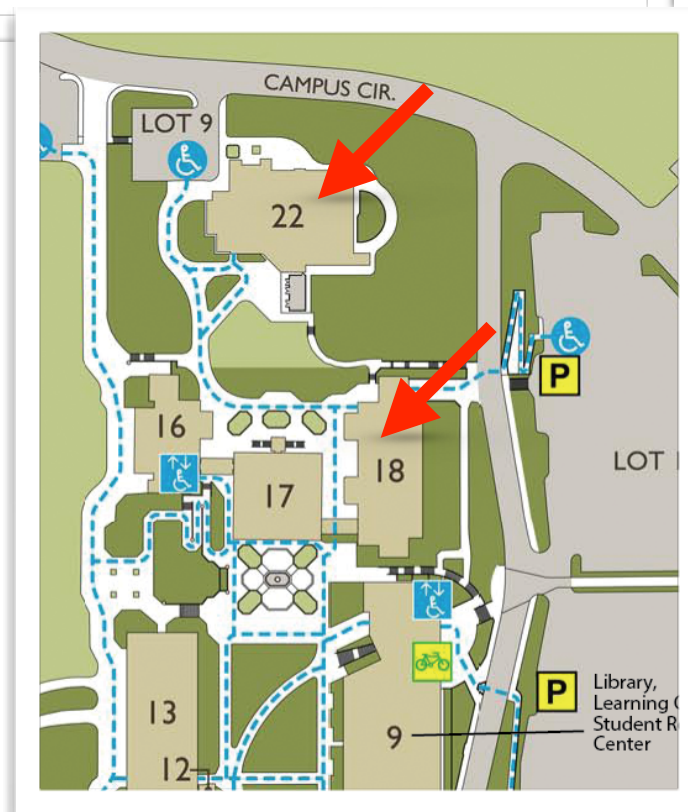 CAMPUS CIR.
LOT 9
22
P
16
18
LOT
17
P
Library,
Learning
Student
Center
13
9
12